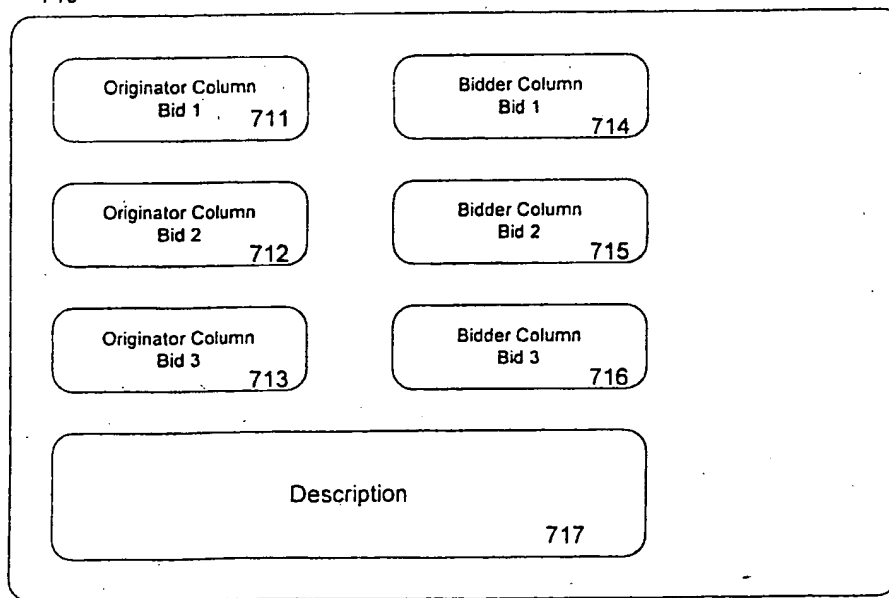 Originator Column
Bid 1
711
Bidder Column
Bid 1
714
Originator Column
Bid 2
712
Bidder Column
Bid 2
715
Originator Column
Bid 3
713
Bidder Column
Bid 3
716
Description
717